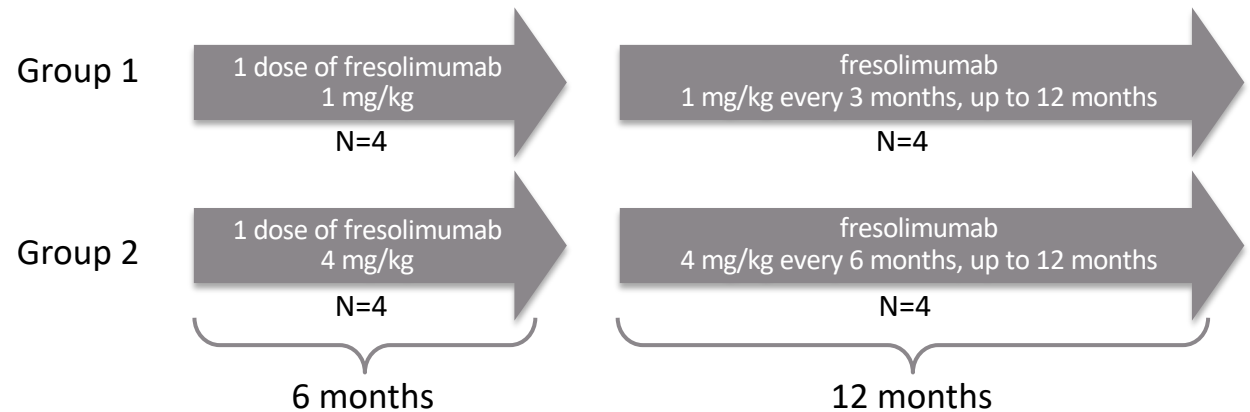 Group 1
1 dose of fresolimumab
1 mg/kg
N=4
fresolimumab
1 mg/kg every 3 months, up to 12 months
N=4
Group 2
1 dose of fresolimumab
4 mg/kg
N=4
fresolimumab
4 mg/kg every 6 months, up to 12 months
N=4
6 months
12 months